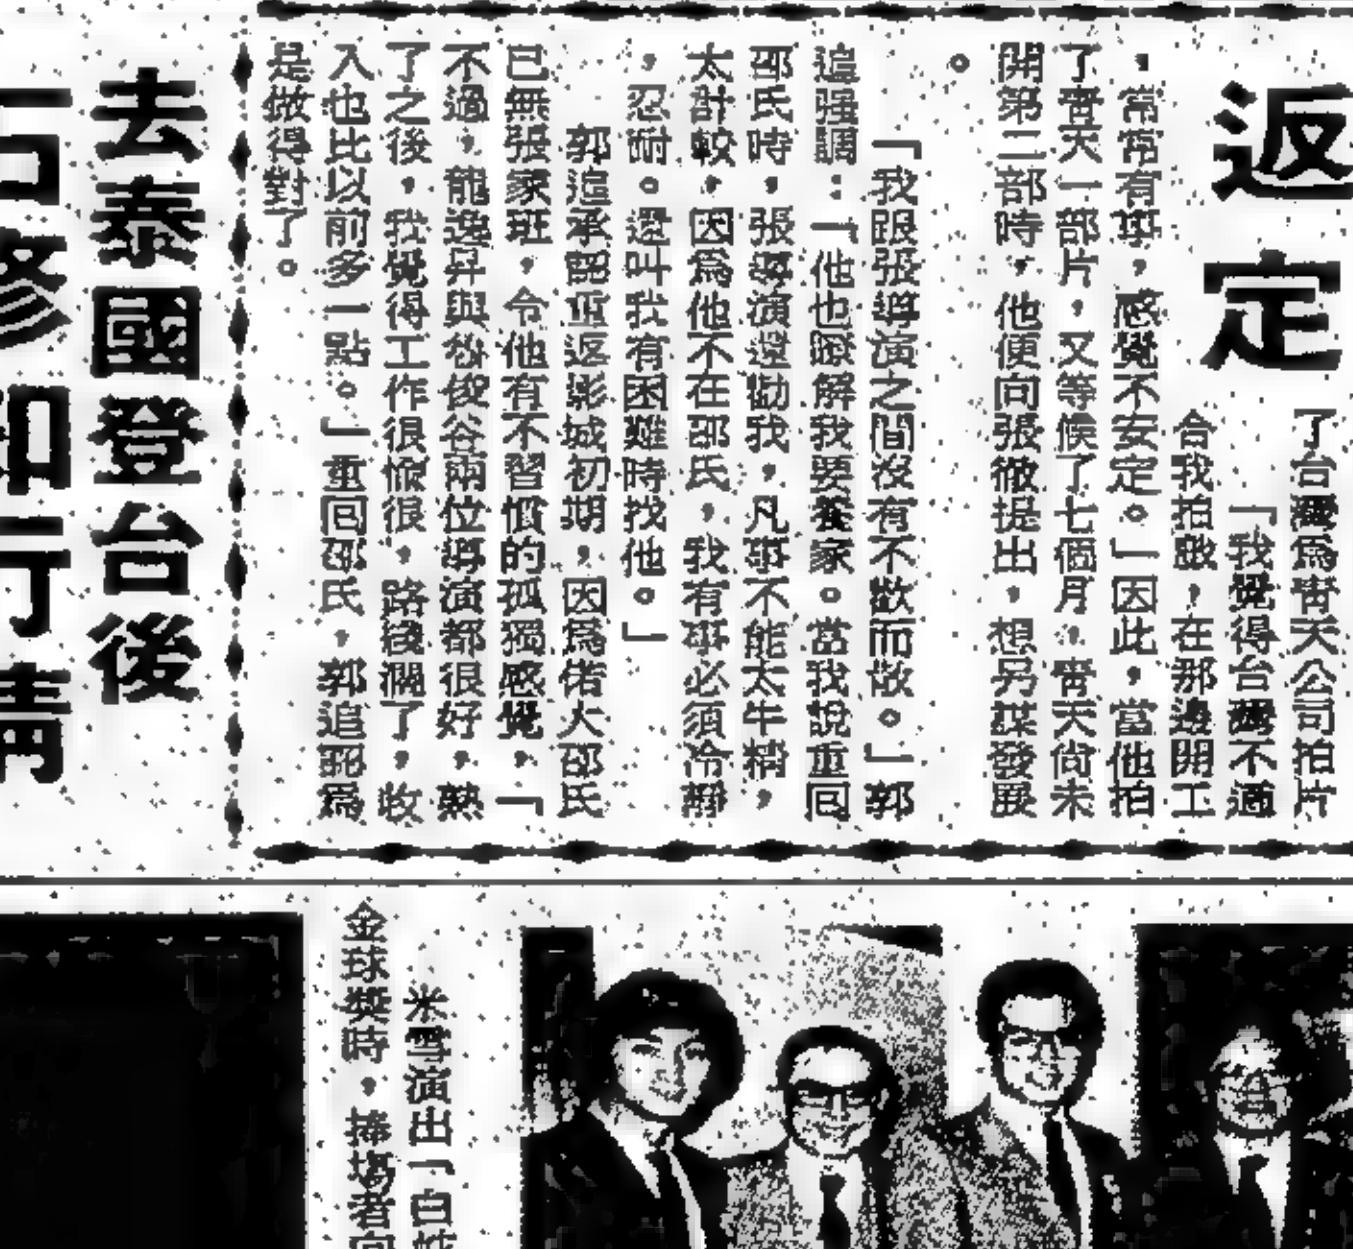 返定
了台灣爲青天公司拍片
「我覺得台灣不適
合我拍戲，在那邊開工
，常常有事，感覺不安定。」因此，當他拍
了青天一部片，又等候了七個月，青天尚未
開第二部時，他便向張徹提出，想另謀發展
。
「我跟張導演之間沒有不歡而散。」郭
追强調：「他也瞭解我要養家。當我說重回
邵氏時，張導演還勸我，凡事不能太牛精，
太計較，因爲他不在邵氏，我有事必須冷靜
，忍耐。還叫我有困難時找他。」
郭追承認重返影城初期，因爲偌大邵氏
已無張家班，令他有不習慣的孤獨感覺，「
不過，龍逸昇與孫俊谷兩位導演都很好，熟
了之後，我覺得工作很愉很，路綫濶了，收
入也比以前多一點。」重回邵氏，郭追認爲
是做得對了。
去泰國登台後
石修和行情
米雪演出「白
金球獎時，捧場者